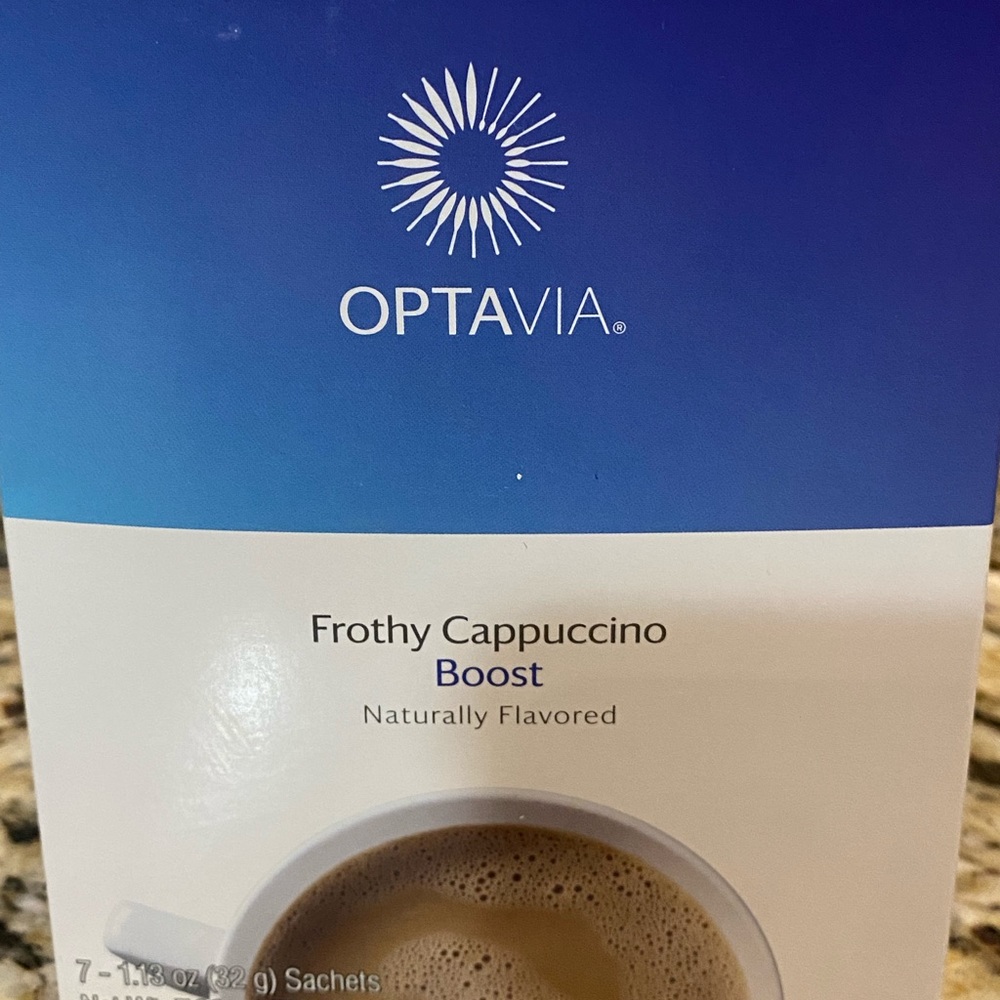 OPTAVIA®
Frothy Cappuccino
Boost
Naturally Flavored
7 – 1.13 oz (32 g) Sachets